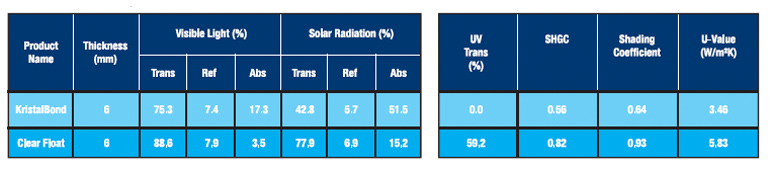 Product Name
Thickness (mm)
Visible Light (%)
Solar Radiation (%)
UV Trans (%)
SHGC
Shading Coefficient
U-Value (W/m²K)
Trans Ref Abs Trans Ref Abs
KristalBond 6 75.3 7.4 17.3 42.8 5.7 51.5 0.0 0.56 0.64 3.46
Clear Float 6 88,6 7,9 3,5 77,9 6,9 15,2 59,2 0,82 0,93 5,83